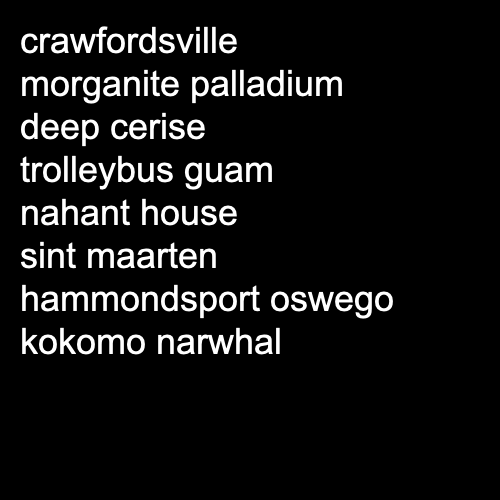 crawfordsville
morganite palladium
deep cerise
trolleybus guam
nahant house
sint maarten
hammondsport oswego
kokomo narwhal